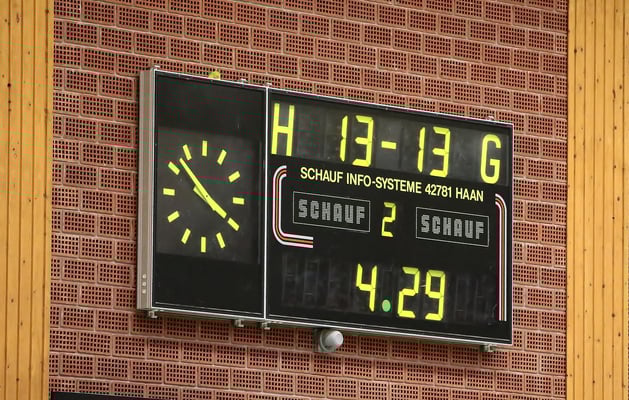 H 13-13 G
SCHAUF INFO-SYSTEME 42781 HAAN
SCHAUF 2 SCHAUF
4.29